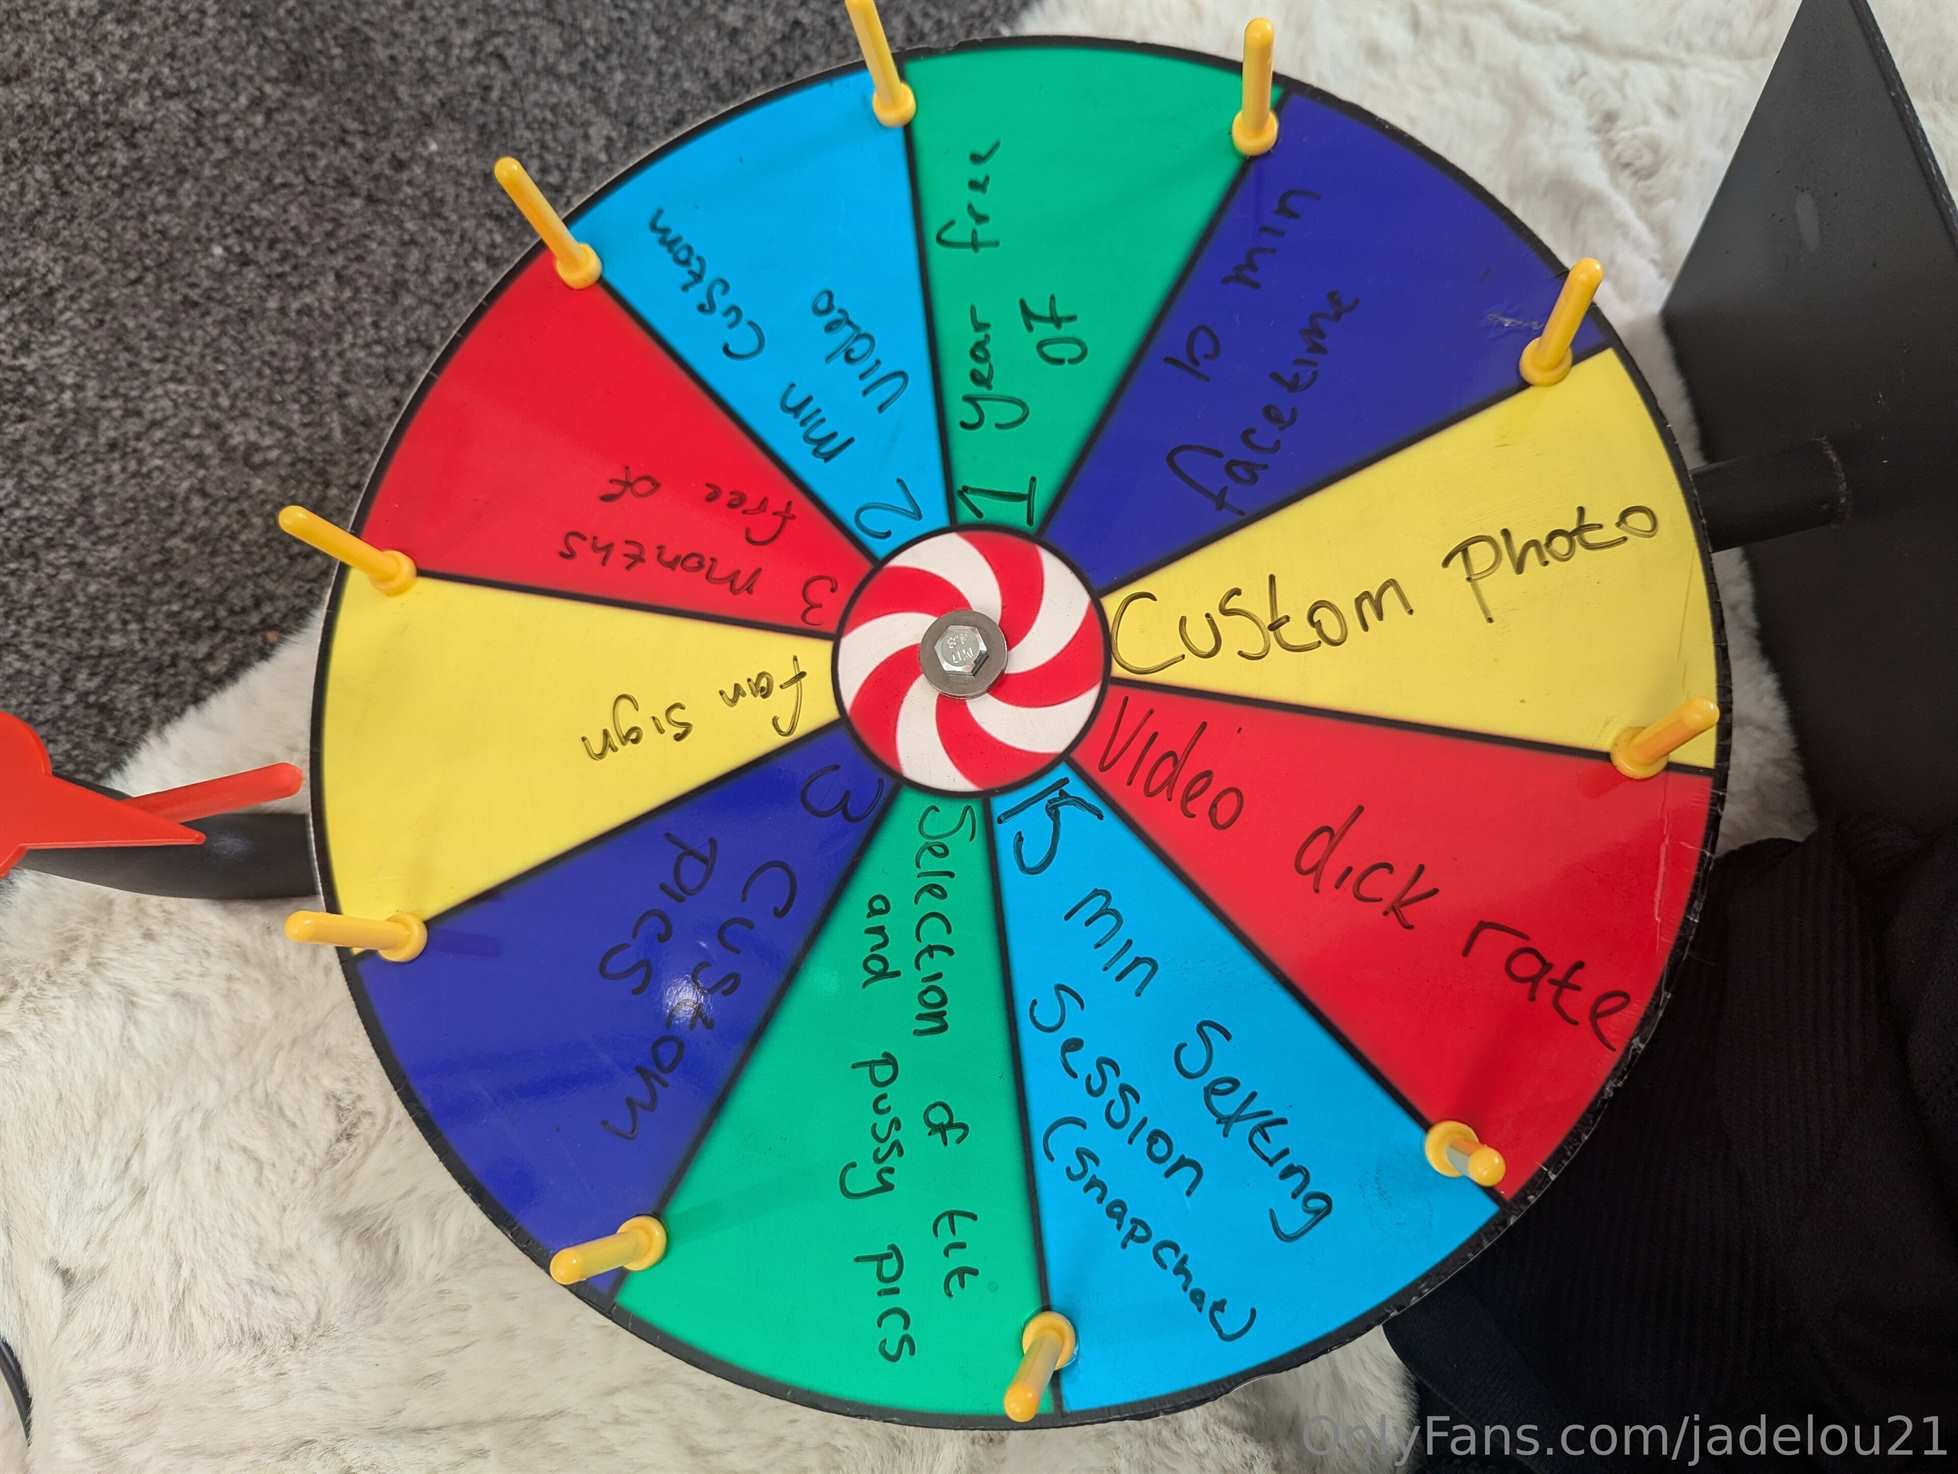 1 year free
OF
10 min
facetime
Custom Photo
Video dick rate
15 min Sexting
Session
(Snapchat)
Selection of tit
and pussy pics
3 Custom
pics
fan sign
3 months
free of
2 min Custom
Video
OnlyFans.com/jadelou21